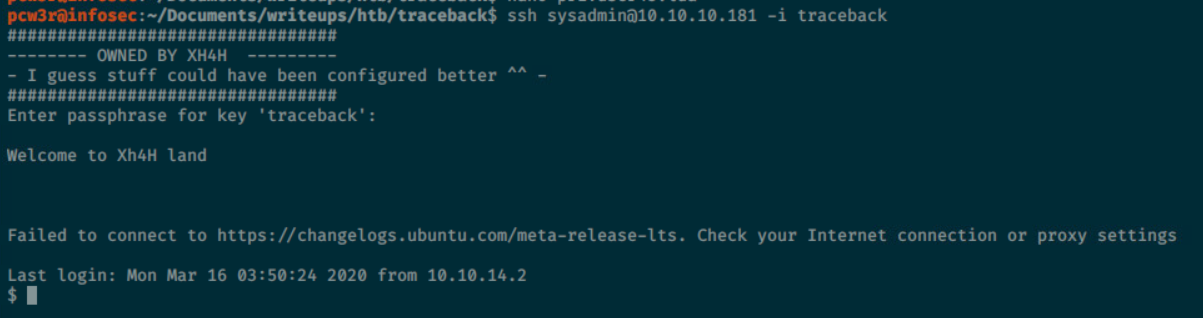 pcw3r@infosec:~/Documents/writeups/htb/traceback$ ssh sysadmin@10.10.10.181 -i traceback
#################################
-------- OWNED BY XH4H  ---------
- I guess stuff could have been configured better ^^ -
#################################
Enter passphrase for key 'traceback':
Welcome to Xh4H land
Failed to connect to https://changelogs.ubuntu.com/meta-release-lts. Check your Internet connection or proxy settings
Last login: Mon Mar 16 03:50:24 2020 from 10.10.14.2
$